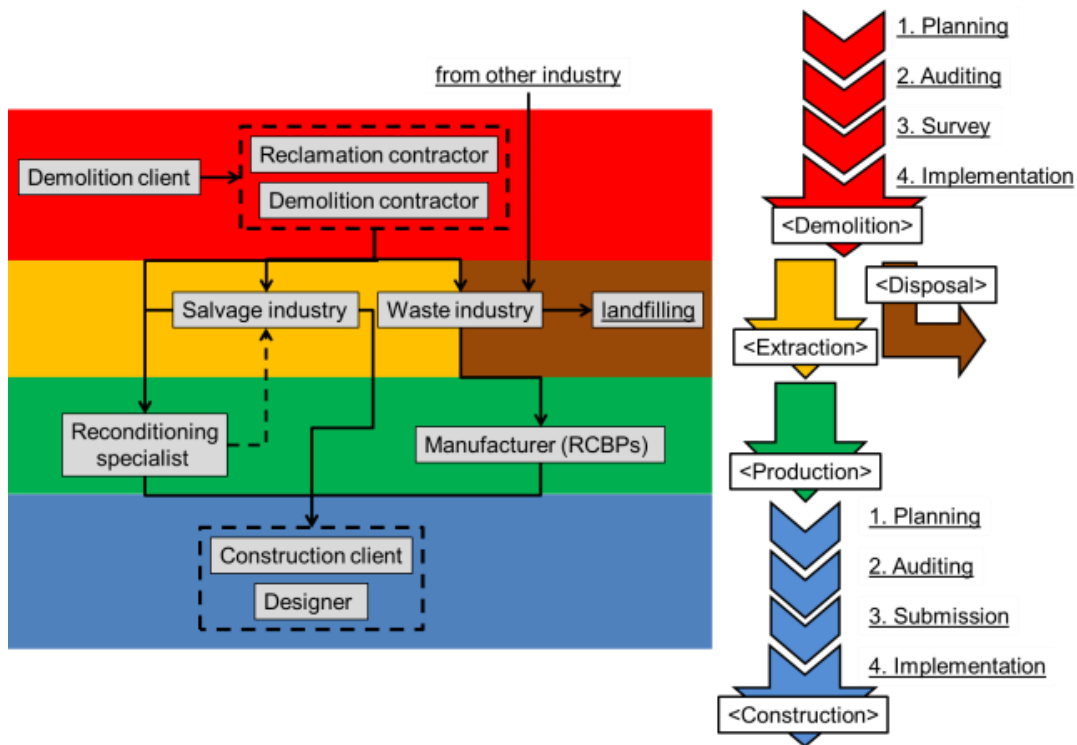 from other industry
Reclamation contractor
Demolition client
Demolition contractor
Salvage industry
Waste industry
landfilling
Reconditioning
specialist
Manufacturer (RCBPs)
Construction client
Designer
1. Planning
2. Auditing
3. Survey
4. Implementation
<Demolition>
<Disposal>
<Extraction>
<Production>
1. Planning
2. Auditing
3. Submission
4. Implementation
<Construction>